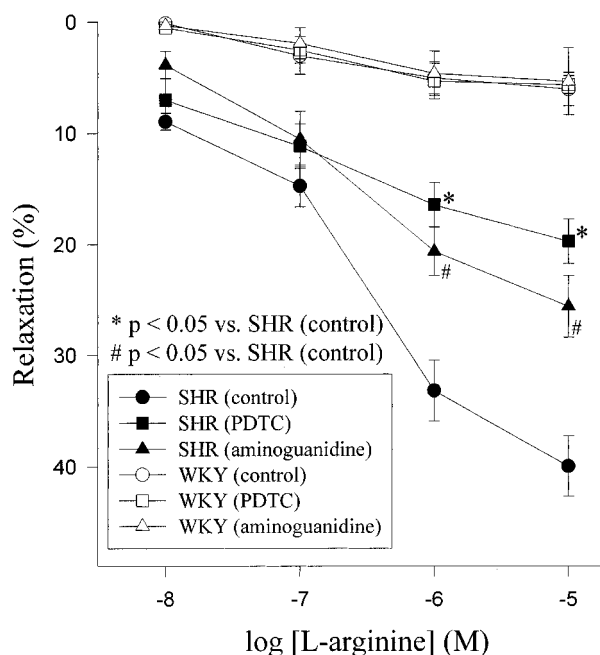 0
10
20
30
40
Relaxation (%)
*
*
#
#
* p < 0.05 vs. SHR (control)
# p < 0.05 vs. SHR (control)
SHR (control)
SHR (PDTC)
SHR (aminoguanidine)
WKY (control)
WKY (PDTC)
WKY (aminoguanidine)
-8 -7 -6 -5
log [L-arginine] (M)